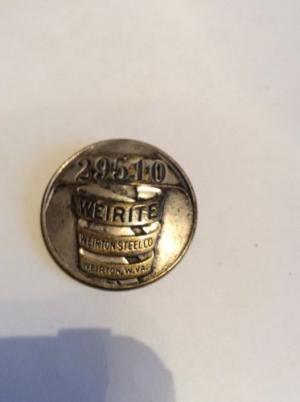 29510
WEIRITE
WEIRTON STEEL CO
WEIRTON, W.VA.